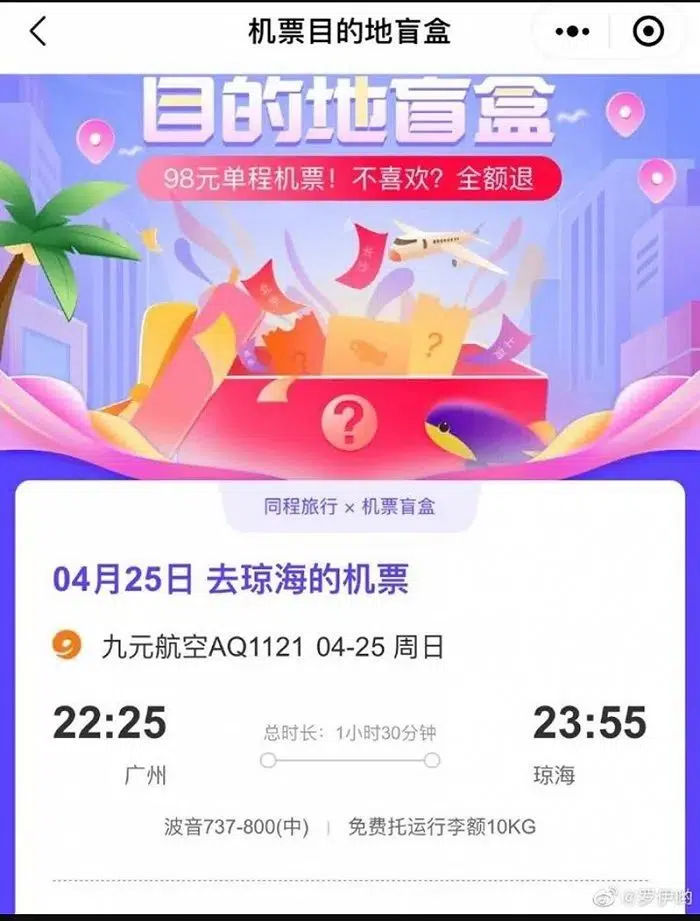 机票目的地盲盒
目的地盲盒
98元单程机票！不喜欢？全额退
长沙
?
?
上海
?
同程旅行 × 机票盲盒
04月25日 去琼海的机票
九元航空AQ1121 04-25 周日
22:25
总时长：1小时30分钟
23:55
广州
琼海
波音737-800(中) | 免费托运行李额10KG